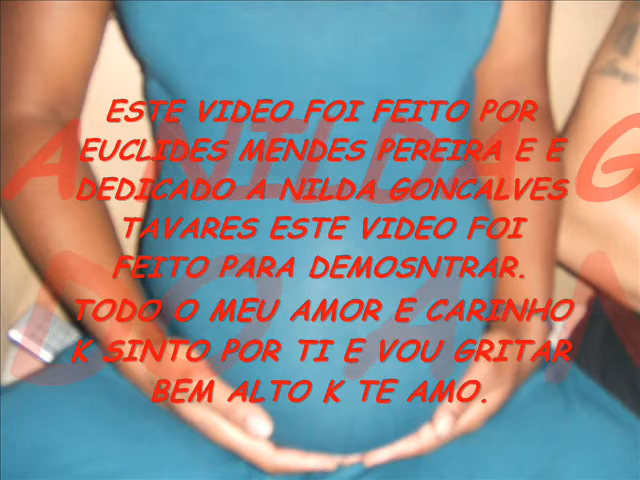 ESTE VIDEO FOI FEITO POR
EUCLIDES MENDES PEREIRA E E
DEDICADO A NILDA GONCALVES
TAVARES ESTE VIDEO FOI
FEITO PARA DEMOSNTRAR.
TODO O MEU AMOR E CARINHO
K SINTO POR TI E VOU GRITAR
BEM ALTO K TE AMO.
A NILDA G